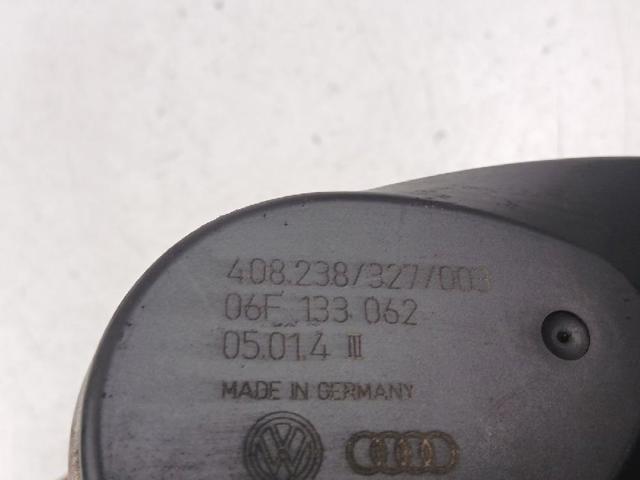 408.238/327/003
06F 133 062
05.01.4 III
MADE IN GERMANY